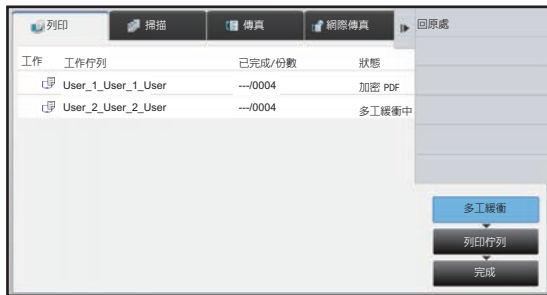 列印 掃描 傳真 網際傳真 回原處
工作 工作佇列 已完成/份數 狀態
User_1_User_1_User ---/0004 加密 PDF
User_2_User_2_User ---/0004 多工緩衝中
多工緩衝
列印佇列
完成